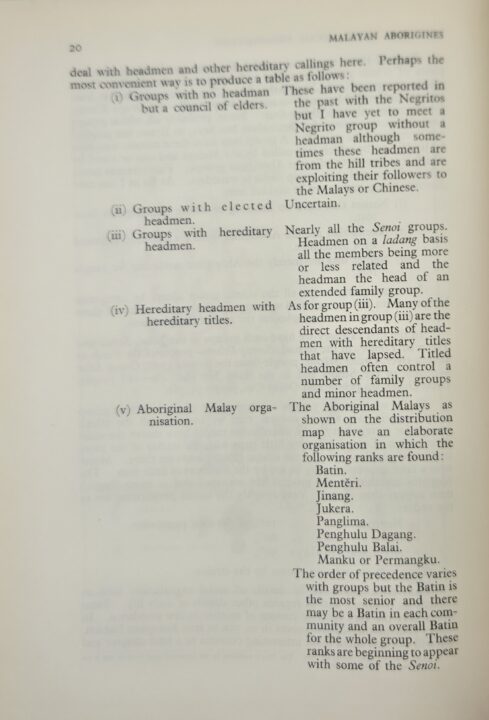 20
MALAYAN ABORIGINES
deal with headmen and other hereditary callings here. Perhaps the
most convenient way is to produce a table as follows:
(i) Groups with no headman
but a council of elders.
These have been reported in
the past with the Negritos
but I have yet to meet a
Negrito group without a
headman although some-
times these headmen are
from the hill tribes and are
exploiting their followers to
the Malays or Chinese.
(ii) Groups with elected
headmen.
Uncertain.
(iii) Groups with hereditary
headmen.
Nearly all the Senoi groups.
Headmen on a ladang basis
all the members being more
or less related and the
headman the head of an
extended family group.
(iv) Hereditary headmen with
hereditary titles.
As for group (iii). Many of the
headmen in group (iii) are the
direct descendants of head-
men with hereditary titles
that have lapsed. Titled
headmen often control a
number of family groups
and minor headmen.
(v) Aboriginal Malay orga-
nisation.
The Aboriginal Malays as
shown on the distribution
map have an elaborate
organisation in which the
following ranks are found:
Batin.
Mentĕri.
Jinang.
Jukera.
Panglima.
Penghulu Dagang.
Penghulu Balai.
Manku or Permangku.
The order of precedence varies
with groups but the Batin is
the most senior and there
may be a Batin in each com-
munity and an overall Batin
for the whole group. These
ranks are beginning to appear
with some of the Senoi.